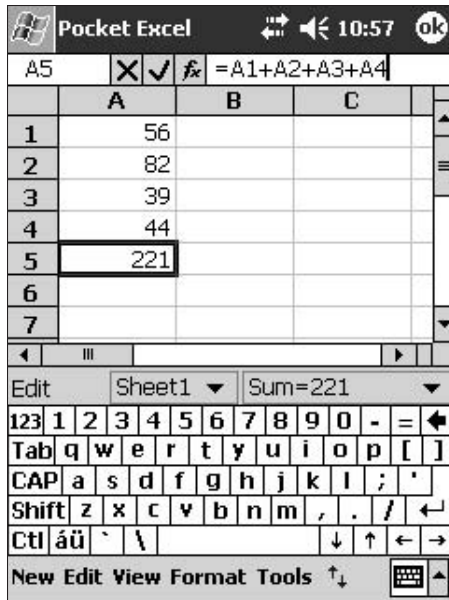 Pocket Excel 10:57 ok
A5 fx =A1+A2+A3+A4
A B C
1 56
2 82
3 39
4 44
5 221
6
7
Edit Sheet1 Sum=221
123 1 2 3 4 5 6 7 8 9 0 - =
Tab q w e r t y u i o p [ ]
CAP a s d f g h j k l ; '
Shift z x c v b n m , . /
Ctl áü ` \
New Edit View Format Tools